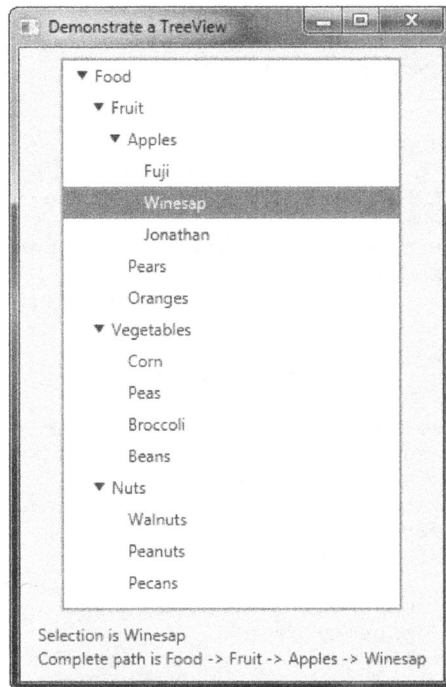 Demonstrate a TreeView
Food
Fruit
Apples
Fuji
Winesap
Jonathan
Pears
Oranges
Vegetables
Corn
Peas
Broccoli
Beans
Nuts
Walnuts
Peanuts
Pecans
Selection is Winesap
Complete path is Food -> Fruit -> Apples -> Winesap